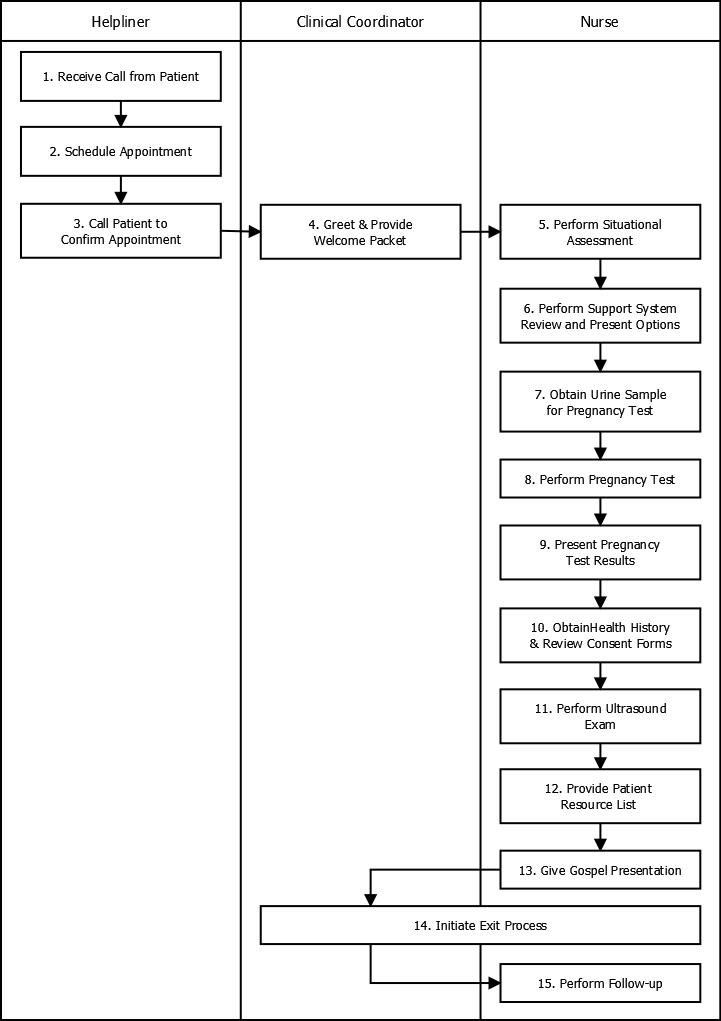 Helpliner
Clinical Coordinator
Nurse
1. Receive Call from Patient
2. Schedule Appointment
3. Call Patient to
Confirm Appointment
4. Greet & Provide
Welcome Packet
5. Perform Situational
Assessment
6. Perform Support System
Review and Present Options
7. Obtain Urine Sample
for Pregnancy Test
8. Perform Pregnancy Test
9. Present Pregnancy
Test Results
10. ObtainHealth History
& Review Consent Forms
11. Perform Ultrasound
Exam
12. Provide Patient
Resource List
13. Give Gospel Presentation
14. Initiate Exit Process
15. Perform Follow-up